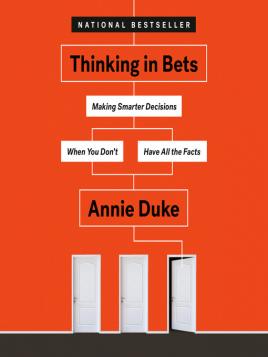 NATIONAL BESTSELLER
Thinking in Bets
Making Smarter Decisions
When You Don't
Have All the Facts
Annie Duke